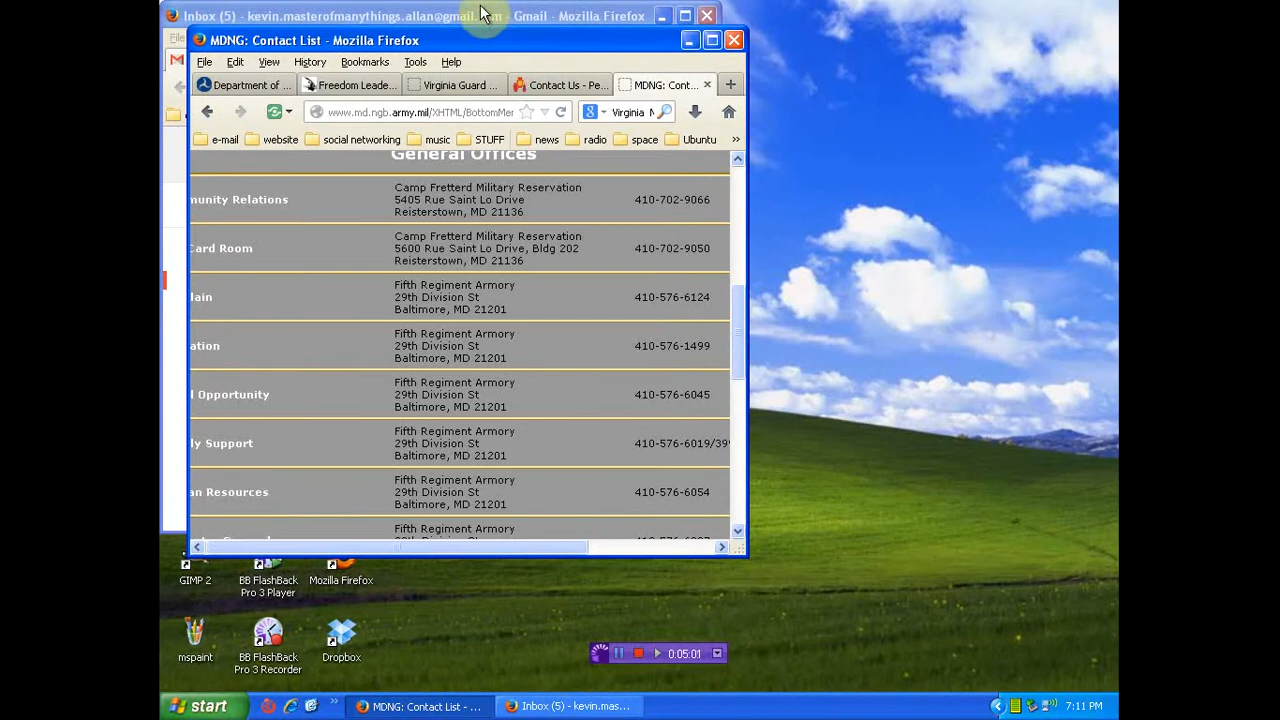 Inbox (5) - kevin.masterofmanythings.allan@gmail. - Gmail - Mozilla Firefox
File
MDNG: Contact List - Mozilla Firefox
File Edit View History Bookmarks Tools Help
Department of ... Freedom Leade... Virginia Guard ... Contact Us - Pe... MDNG: Cont...
www.md.ngb.army.mil/XHTML/BottomMer Virginia N
e-mail website social networking music STUFF news radio space Ubuntu »
General Offices
munity Relations
Camp Fretterd Military Reservation
5405 Rue Saint Lo Drive
Reisterstown, MD 21136
410-702-9066
Card Room
Camp Fretterd Military Reservation
5600 Rue Saint Lo Drive, Bldg 202
Reisterstown, MD 21136
410-702-9050
lain
Fifth Regiment Armory
29th Division St
Baltimore, MD 21201
410-576-6124
ation
Fifth Regiment Armory
29th Division St
Baltimore, MD 21201
410-576-1499
l Opportunity
Fifth Regiment Armory
29th Division St
Baltimore, MD 21201
410-576-6045
ly Support
Fifth Regiment Armory
29th Division St
Baltimore, MD 21201
410-576-6019/39
an Resources
Fifth Regiment Armory
29th Division St
Baltimore, MD 21201
410-576-6054
Fifth Regiment Armory
GIMP 2
BB FlashBack
Pro 3 Player
Mozilla Firefox
mspaint
BB FlashBack
Pro 3 Recorder
Dropbox
0:05:01
start
MDNG: Contact List - ...
Inbox (5) - kevin.mas...
7:11 PM